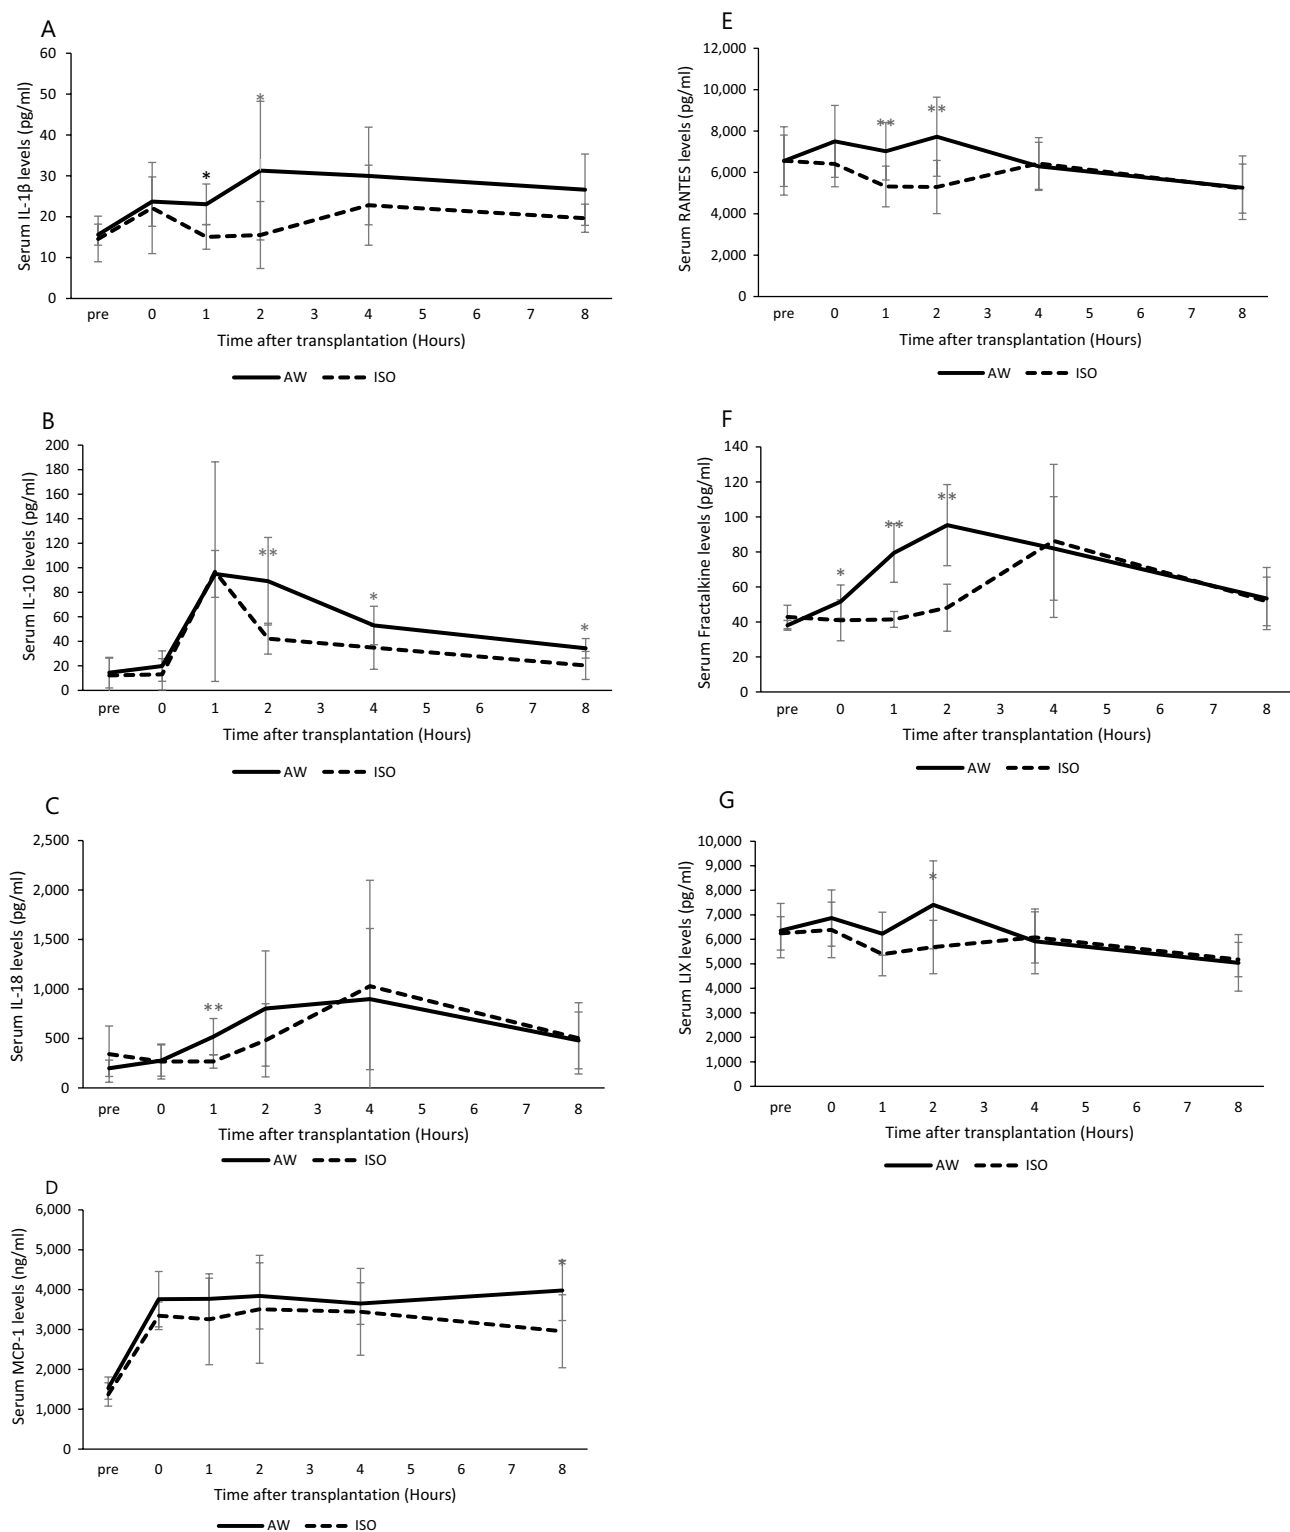 A
60
50
40
30
20
10
0
Serum IL-1β levels (pg/ml)
*
*
pre 0 1 2 3 4 5 6 7 8
Time after transplantation (Hours)
AW ISO
B
200
180
160
140
120
100
80
60
40
20
0
Serum IL-10 levels (pg/ml)
**
*
*
pre 0 1 2 3 4 5 6 7 8
Time after transplantation (Hours)
AW ISO
C
2,500
2,000
1,500
1,000
500
0
Serum IL-18 levels (pg/ml)
**
pre 0 1 2 4 5 6 7 8
Time after transplantation (Hours)
AW ISO
D
6,000
5,000
4,000
3,000
2,000
1,000
0
Serum MCP-1 levels (ng/ml)
*
pre 0 1 2 3 4 5 6 7 8
Time after transplantation (Hours)
AW ISO
E
12,000
10,000
8,000
6,000
4,000
2,000
0
Serum RANTES levels (pg/ml)
**
**
pre 0 1 2 3 4 5 6 7 8
Time after transplantation (Hours)
AW ISO
F
140
120
100
80
60
40
20
0
Serum Fractalkine levels (pg/ml)
*
**
**
pre 0 1 2 3 4 5 6 7 8
Time after transplantation (Hours)
AW ISO
G
10,000
9,000
8,000
7,000
6,000
5,000
4,000
3,000
2,000
1,000
0
Serum LIX levels (pg/ml)
*
pre 0 1 2 3 4 5 6 7 8
Time after transplantation (Hours)
AW ISO